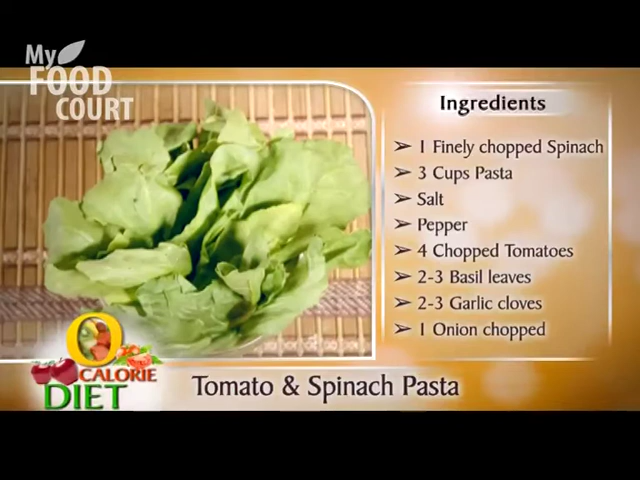 My
FOOD
COURT
Ingredients
➢ 1 Finely chopped Spinach
➢ 3 Cups Pasta
➢ Salt
➢ Pepper
➢ 4 Chopped Tomatoes
➢ 2-3 Basil leaves
➢ 2-3 Garlic cloves
➢ 1 Onion chopped
0
CALORIE
DIET
Tomato & Spinach Pasta